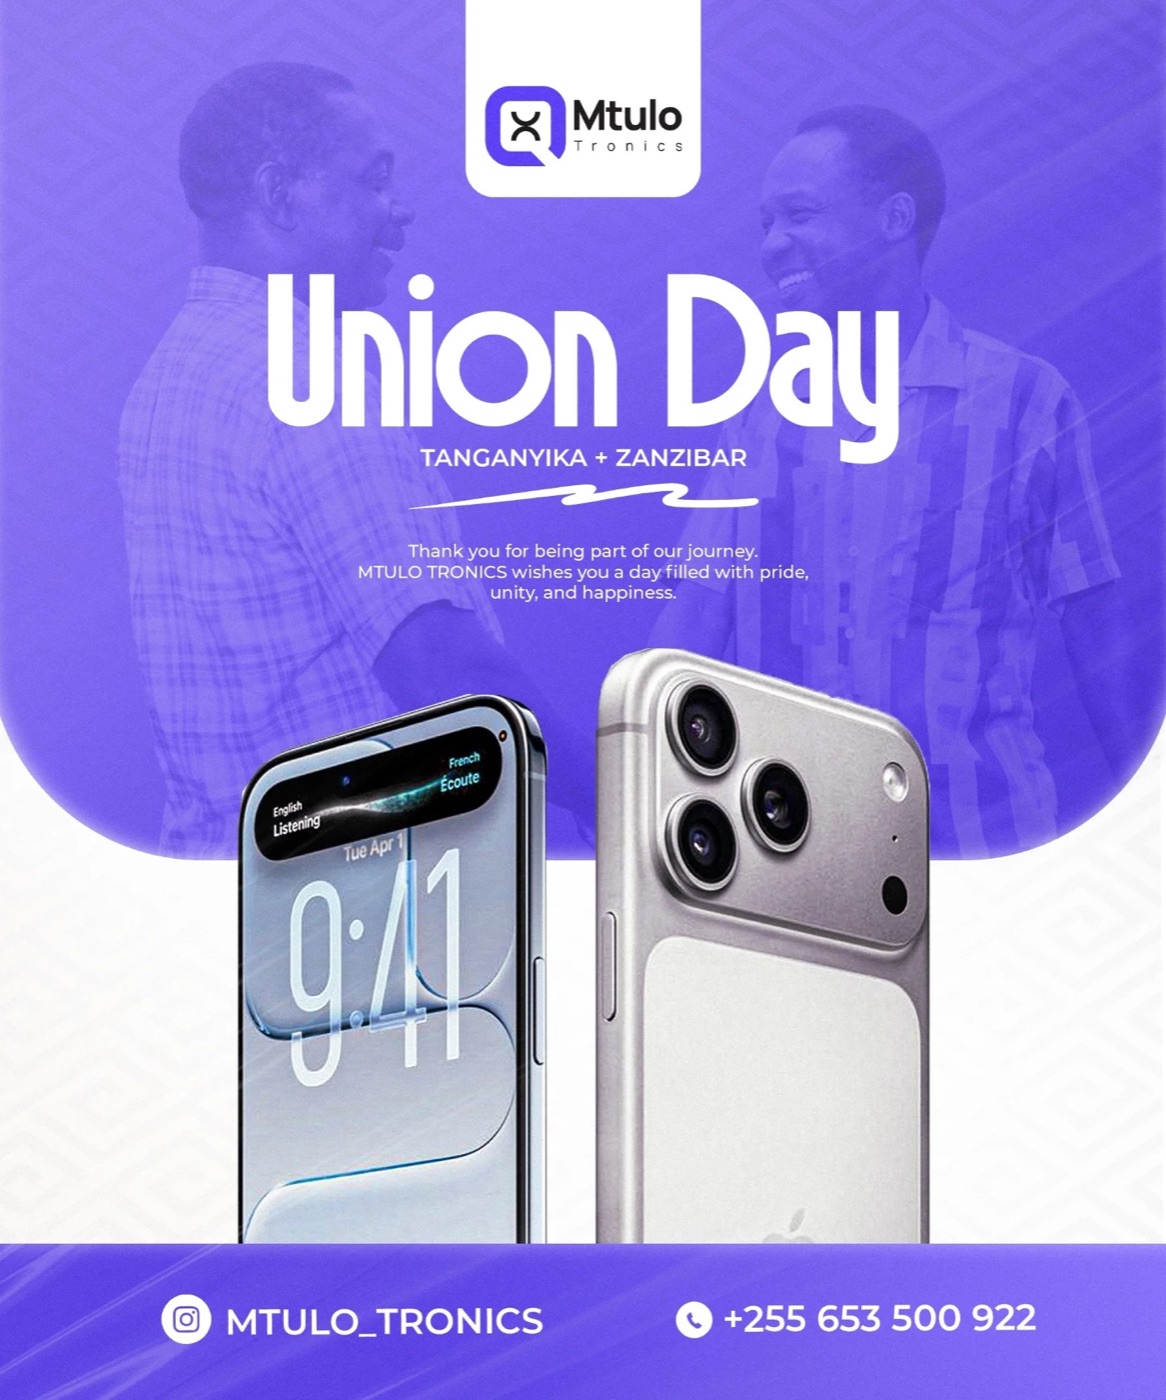 Mtulo
Tronics
Union Day
TANGANYIKA + ZANZIBAR
Thank you for being part of our journey.
MTULO TRONICS wishes you a day filled with pride,
unity, and happiness.
French
Écoute
English
Listening
Tue Apr 1
9:41
MTULO_TRONICS
+255 653 500 922